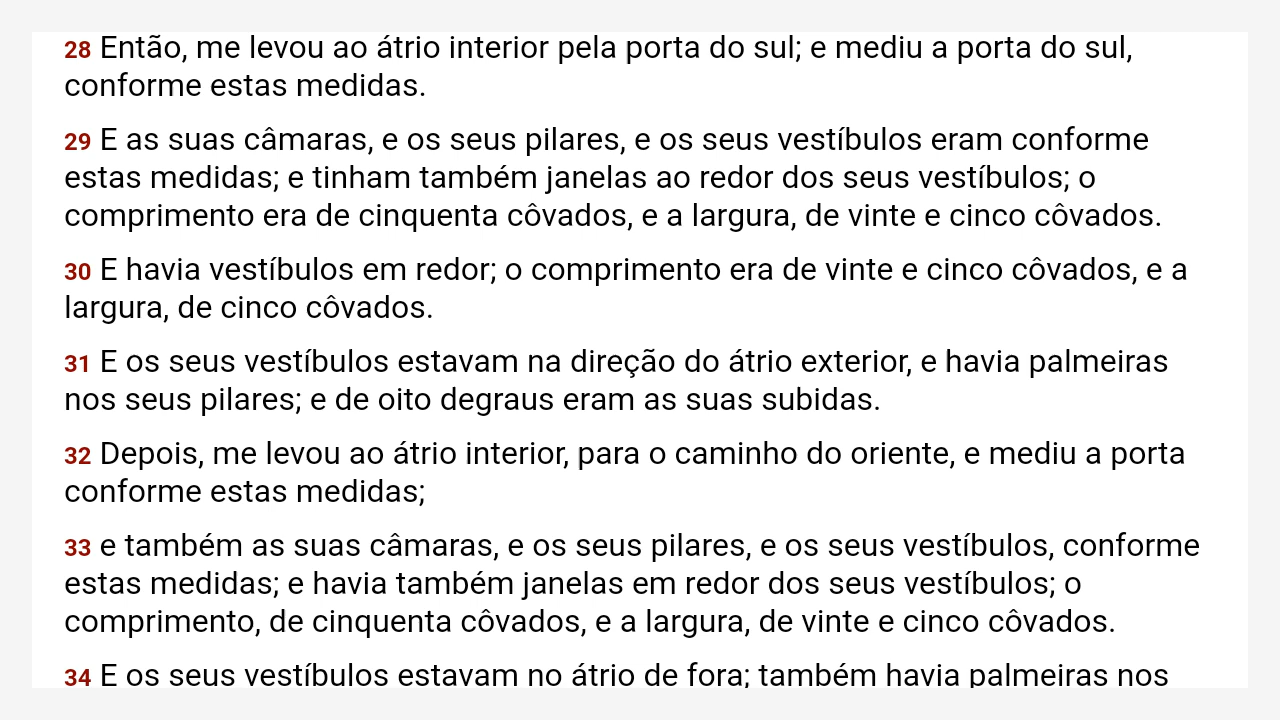 28 Então, me levou ao átrio interior pela porta do sul; e mediu a porta do sul,
conforme estas medidas.
29 E as suas câmaras, e os seus pilares, e os seus vestíbulos eram conforme
estas medidas; e tinham também janelas ao redor dos seus vestíbulos; o
comprimento era de cinquenta côvados, e a largura, de vinte e cinco côvados.
30 E havia vestíbulos em redor; o comprimento era de vinte e cinco côvados, e a
largura, de cinco côvados.
31 E os seus vestíbulos estavam na direção do átrio exterior, e havia palmeiras
nos seus pilares; e de oito degraus eram as suas subidas.
32 Depois, me levou ao átrio interior, para o caminho do oriente, e mediu a porta
conforme estas medidas;
33 e também as suas câmaras, e os seus pilares, e os seus vestíbulos, conforme
estas medidas; e havia também janelas em redor dos seus vestíbulos; o
comprimento, de cinquenta côvados, e a largura, de vinte e cinco côvados.
34 E os seus vestíbulos estavam no átrio de fora; também havia palmeiras nos